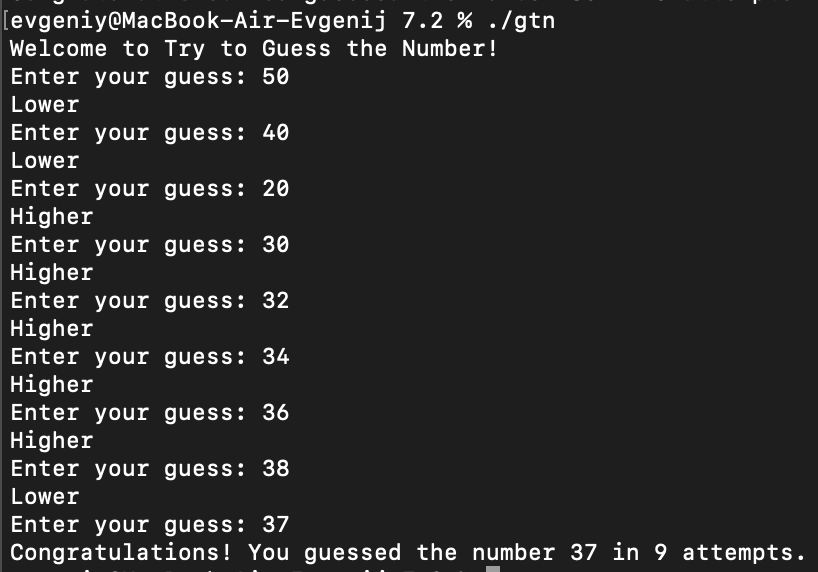 [evgeniy@MacBook-Air-Evgenij 7.2 % ./gtn
Welcome to Try to Guess the Number!
Enter your guess: 50
Lower
Enter your guess: 40
Lower
Enter your guess: 20
Higher
Enter your guess: 30
Higher
Enter your guess: 32
Higher
Enter your guess: 34
Higher
Enter your guess: 36
Higher
Enter your guess: 38
Lower
Enter your guess: 37
Congratulations! You guessed the number 37 in 9 attempts.